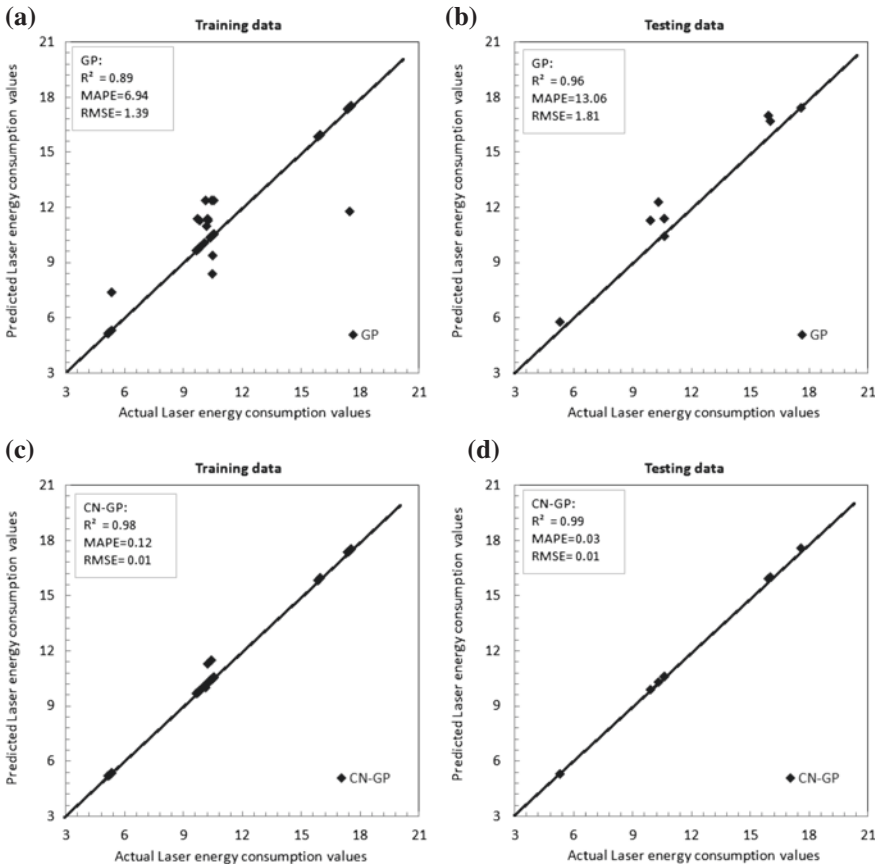 (a)
Training data
GP:
R² = 0.89
MAPE=6.94
RMSE= 1.39
Predicted Laser energy consumption values
21
18
15
12
9
6
3
GP
3 6 9 12 15 18 21
Actual Laser energy consumption values
(b)
Testing data
GP:
R² = 0.96
MAPE=13.06
RMSE= 1.81
Predicted Laser energy consumption values
21
18
15
12
9
6
3
GP
3 6 9 12 15 18 21
Actual Laser energy consumption values
(c)
Training data
CN-GP:
R² = 0.98
MAPE=0.12
RMSE= 0.01
Predicted Laser energy consumption values
21
18
15
12
9
6
3
CN-GP
3 6 9 12 15 18 21
Actual Laser energy consumption values
(d)
Testing data
CN-GP:
R² = 0.99
MAPE=0.03
RMSE= 0.01
Predicted Laser energy consumption values
21
18
15
12
9
6
3
CN-GP
3 6 9 12 15 18 21
Actual Laser energy consumption values